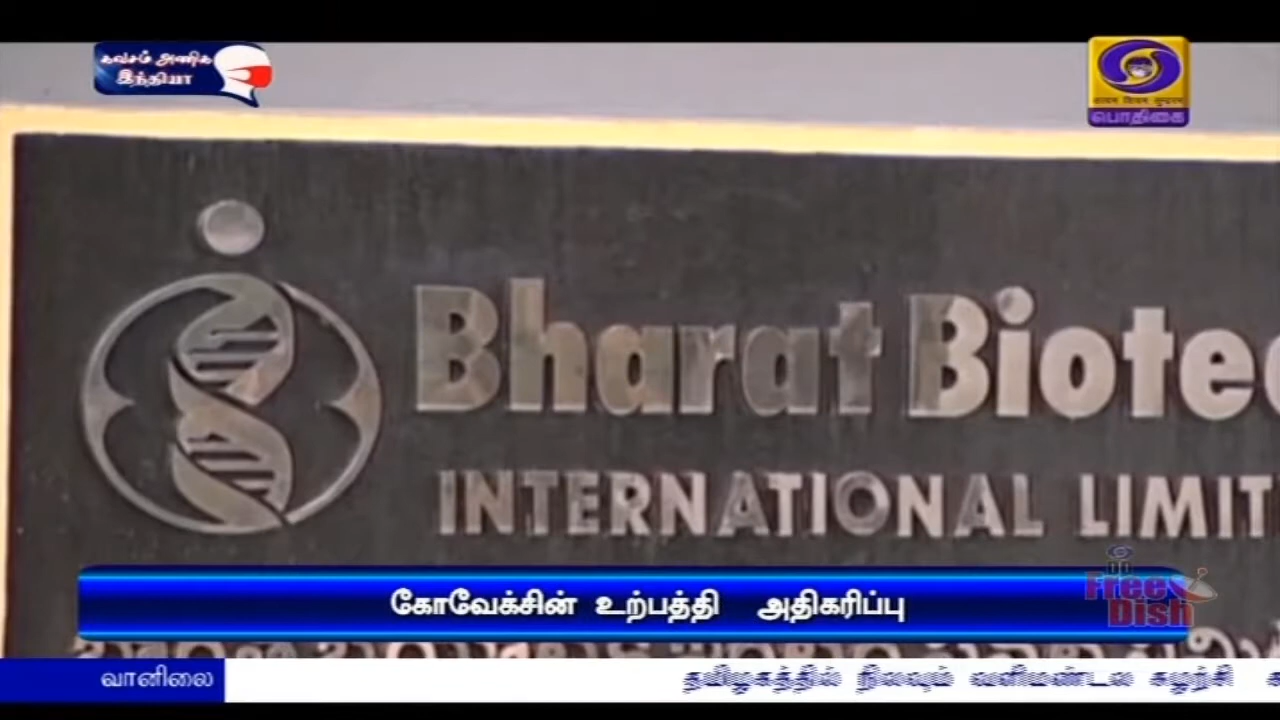 கவசம் அணிக
இந்தியா
பொதிகை
Bharat Biotec
INTERNATIONAL LIMIT
கோவேக்சின் உற்பத்தி அதிகரிப்பு
DD
Free
Dish
வானிலை
தமிழகத்தில் நிலவும் வளிமண்டல சுழற்சி